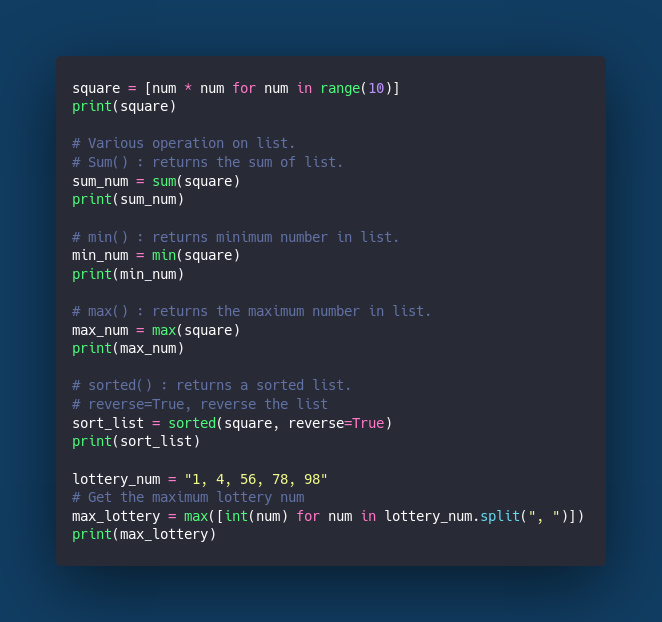 square = [num * num for num in range(10)]
print(square)

# Various operation on list.
# Sum() : returns the sum of list.
sum_num = sum(square)
print(sum_num)

# min() : returns minimum number in list.
min_num = min(square)
print(min_num)

# max() : returns the maximum number in list.
max_num = max(square)
print(max_num)

# sorted() : returns a sorted list.
# reverse=True, reverse the list
sort_list = sorted(square, reverse=True)
print(sort_list)

lottery_num = "1, 4, 56, 78, 98"
# Get the maximum lottery num
max_lottery = max([int(num) for num in lottery_num.split(", ")])
print(max_lottery)